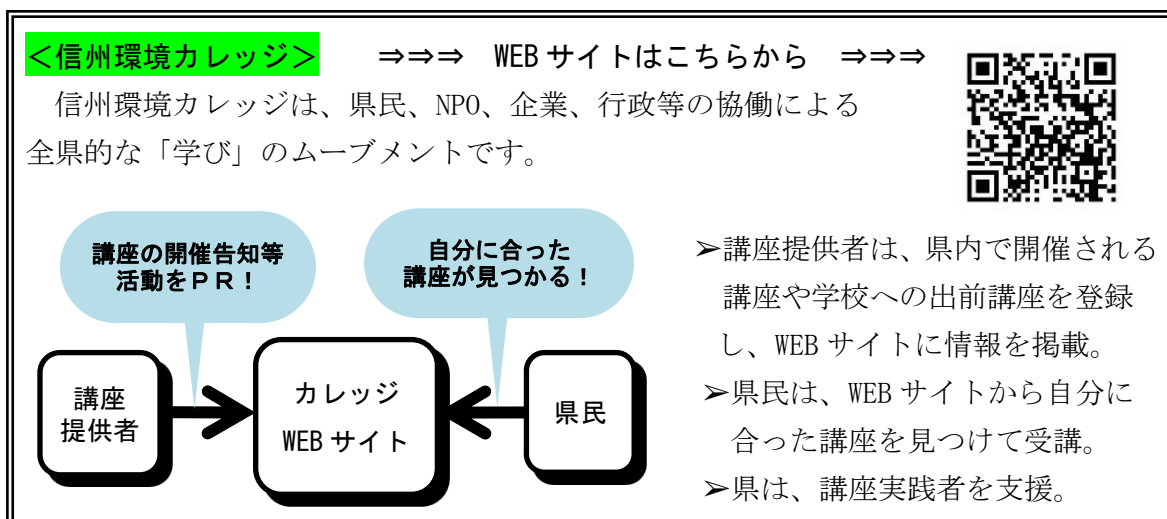 ＜信州環境カレッジ＞　⇒⇒⇒　WEBサイトはこちらから　⇒⇒⇒
信州環境カレッジは、県民、NPO、企業、行政等の協働による
全県的な「学び」のムーブメントです。
講座の開催告知等
活動をＰＲ！
自分に合った
講座が見つかる！
講座
提供者
カレッジ
WEBサイト
県民
➢講座提供者は、県内で開催される
講座や学校への出前講座を登録
し、WEBサイトに情報を掲載。
➢県民は、WEBサイトから自分に
合った講座を見つけて受講。
➢県は、講座実践者を支援。